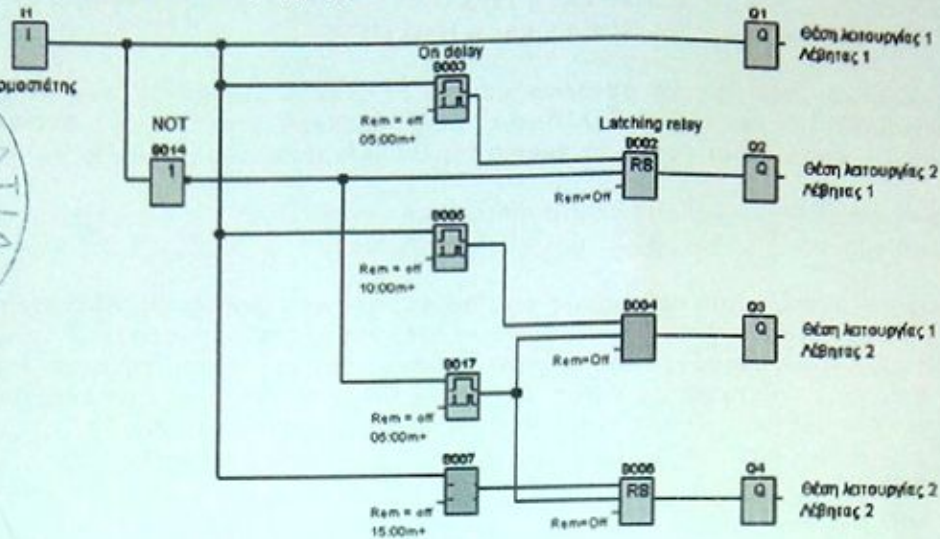 I1
I
Q1
Q
Θέση λειτουργίας 1
Λέβητας 1
On delay
B003
Rem = off
05:00m+
NOT
B014
1
Latching relay
B002
RS
Rem=Off
Q2
Q
Θέση λειτουργίας 2
Λέβητας 1
B005
Rem = off
10:00m+
B004
Rem=Off
Q3
Q
Θέση λειτουργίας 1
Λέβητας 2
B017
Rem = off
05:00m+
B007
Rem = off
15:00m+
B006
RS
Rem=Off
Q4
Q
Θέση λειτουργίας 2
Λέβητας 2